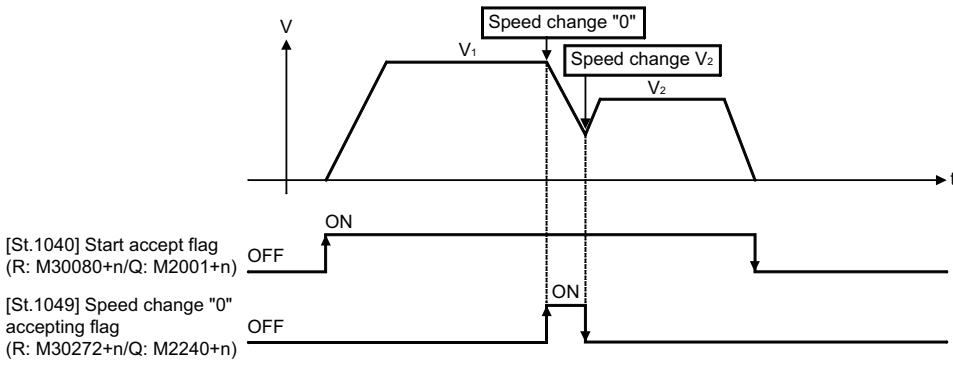 Speed change "0"
V
V1
Speed change V2
V2
t
ON
[St.1040] Start accept flag
(R: M30080+n/Q: M2001+n)
OFF
ON
[St.1049] Speed change "0"
accepting flag
(R: M30272+n/Q: M2240+n)
OFF